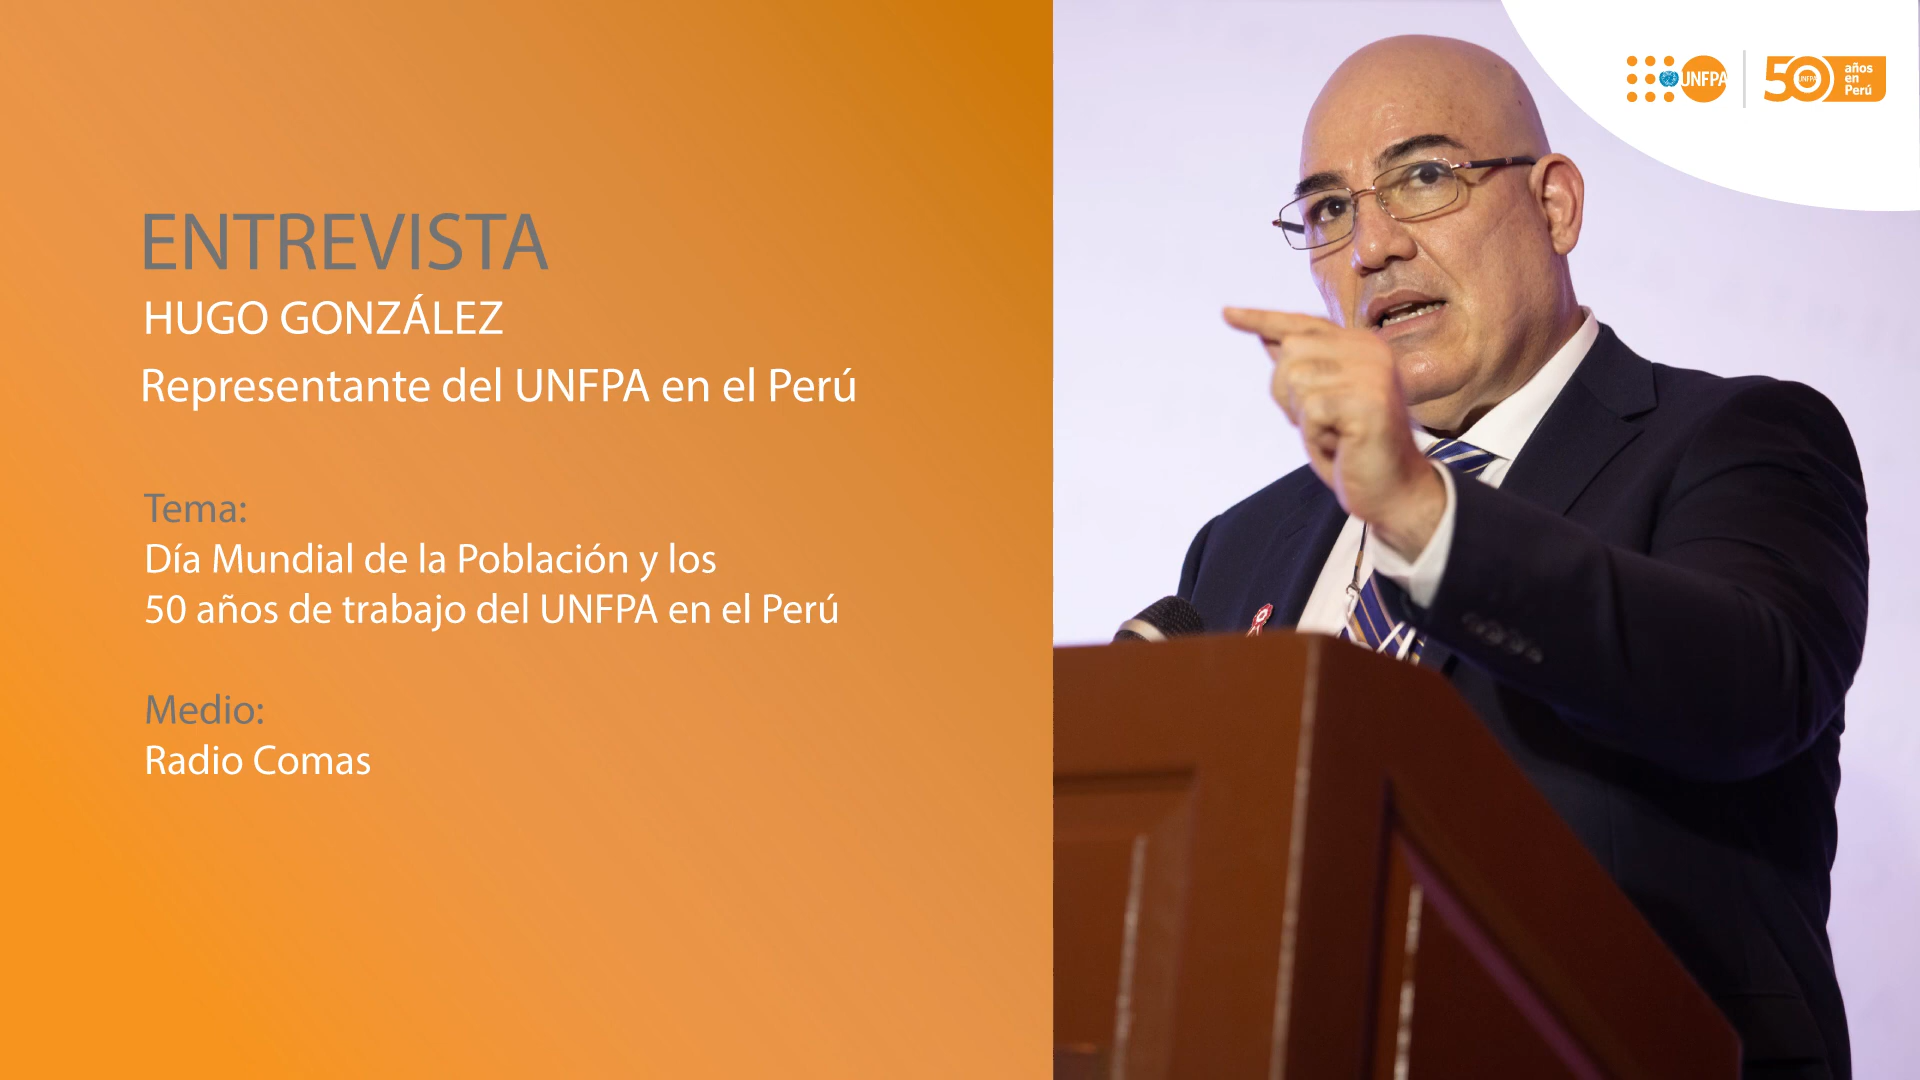 ENTREVISTA
HUGO GONZÁLEZ
Representante del UNFPA en el Perú
Tema:
Día Mundial de la Población y los
50 años de trabajo del UNFPA en el Perú
Medio:
Radio Comas
UNFPA
50 años
UNFPA
en
Perú